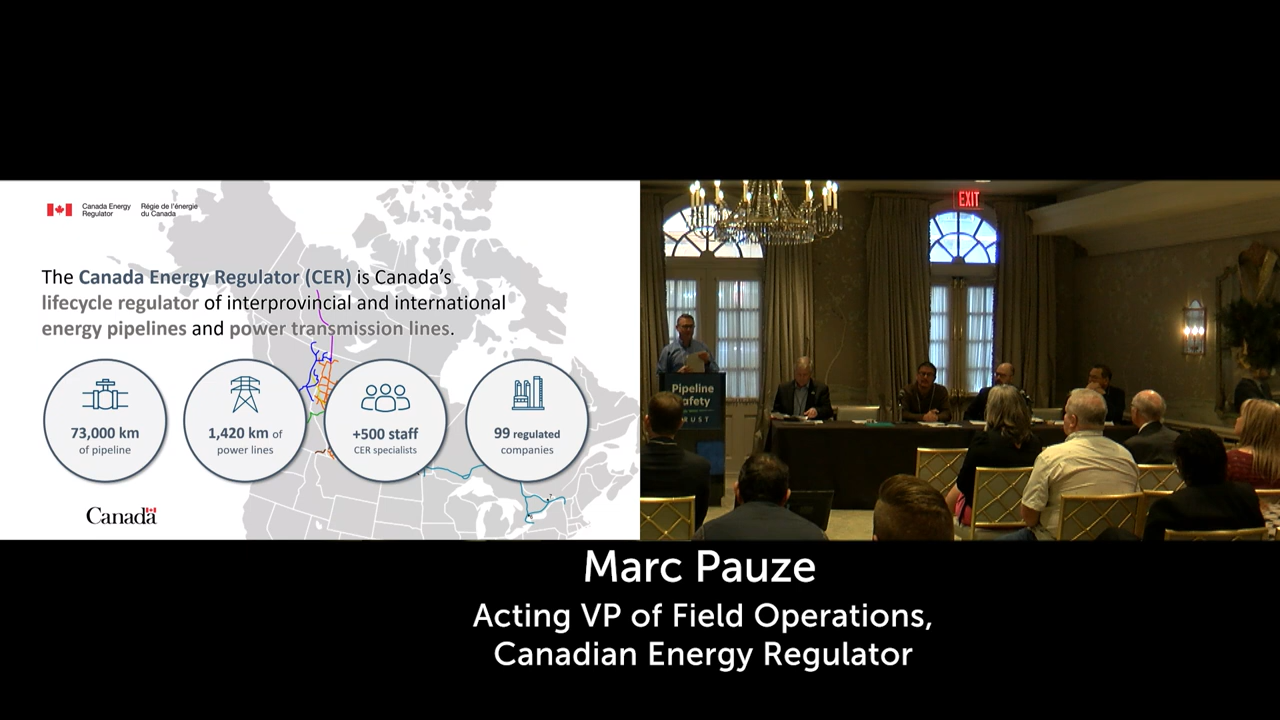 Canada Energy Regulator
Régie de l'énergie du Canada
The Canada Energy Regulator (CER) is Canada's
lifecycle regulator of interprovincial and international
energy pipelines and power transmission lines.
73,000 km
of pipeline
1,420 km of
power lines
+500 staff
CER specialists
99 regulated
companies
Canada
EXIT
Pipeline
Safety
TRUST
Marc Pauze
Acting VP of Field Operations,
Canadian Energy Regulator